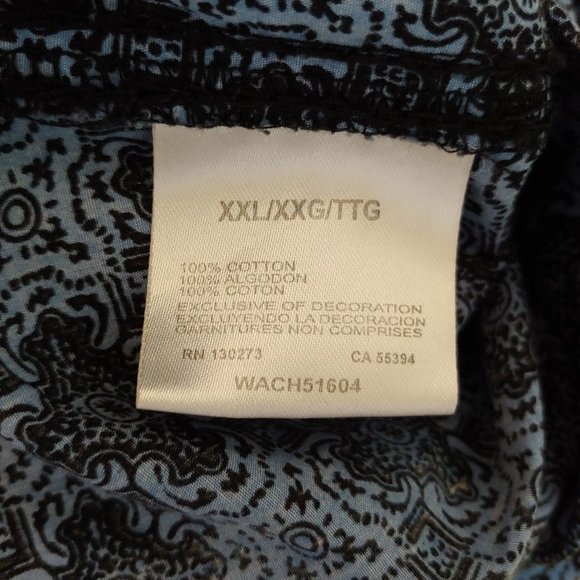 XXL/XXG/TTG
100% COTTON
100% ALGODON
100% COTON
EXCLUSIVE OF DECORATION
EXCLUYENDO LA DECORACION
GARNITURES NON COMPRISES
RN 130273 CA 55394
WACH51604